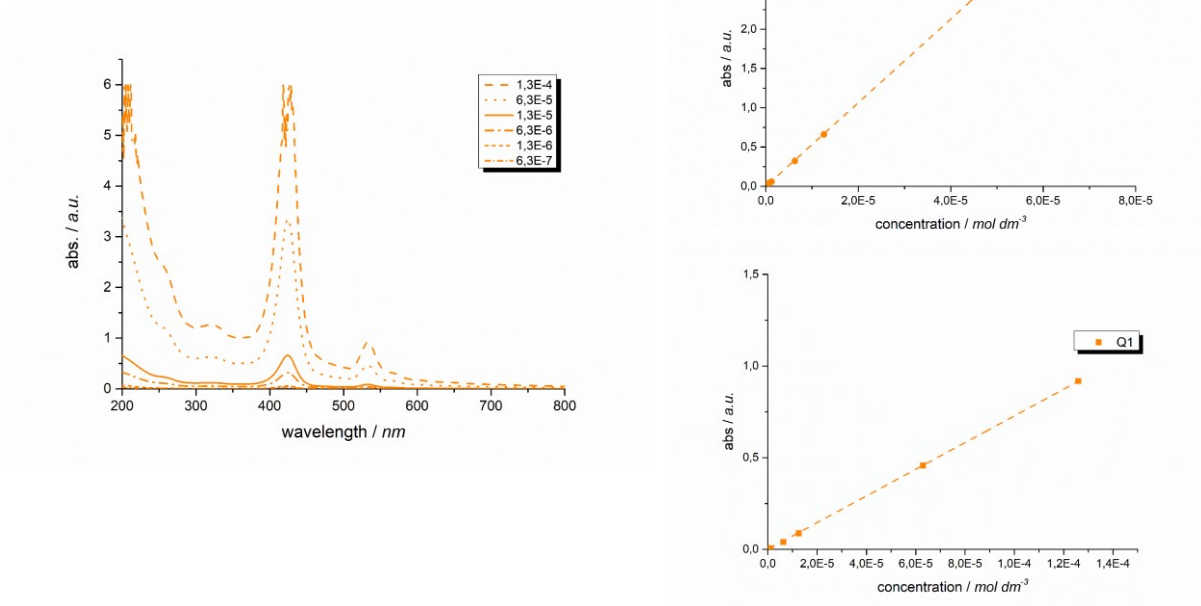 6
5
4
3
2
1
0
200
300
400
500
600
700
800
abs. / a.u.
wavelength / nm
1,3E-4
6,3E-5
1,3E-5
6,3E-6
1,3E-6
6,3E-7
2,0
1,5
1,0
0,5
0,0
0,0
2,0E-5
4,0E-5
6,0E-5
8,0E-5
abs / a.u.
concentration / mol dm-3
1,5
1,0
0,5
0,0
0,0
2,0E-5
4,0E-5
6,0E-5
8,0E-5
1,0E-4
1,2E-4
1,4E-4
abs / a.u.
concentration / mol dm-3
Q1